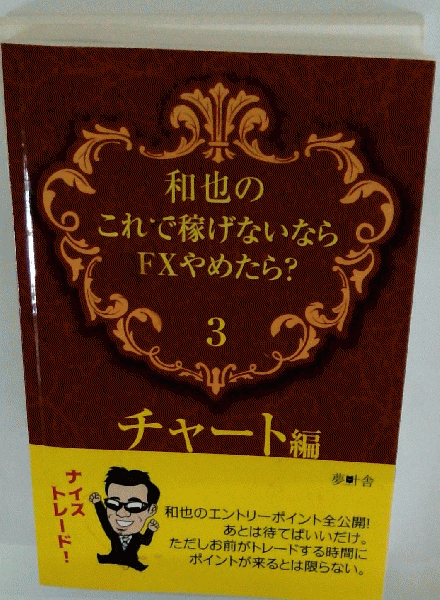 和也の
これで稼げないなら
FXやめたら?
3
チャート編
夢叶舎
ナイス
トレード!
和也のエントリーポイント全公開!
あとは待てばいいだけ。
ただしお前がトレードする時間に
ポイントが来るとは限らない。